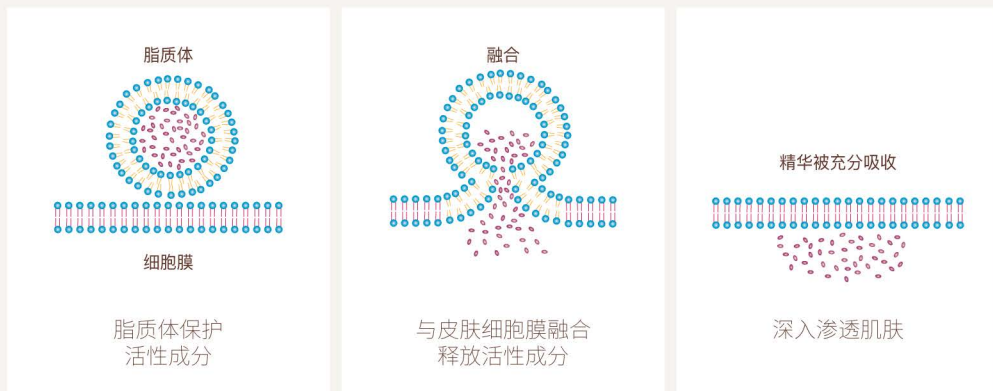 脂质体
细胞膜
脂质体保护
活性成分
融合
与皮肤细胞膜融合
释放活性成分
精华被充分吸收
深入渗透肌肤